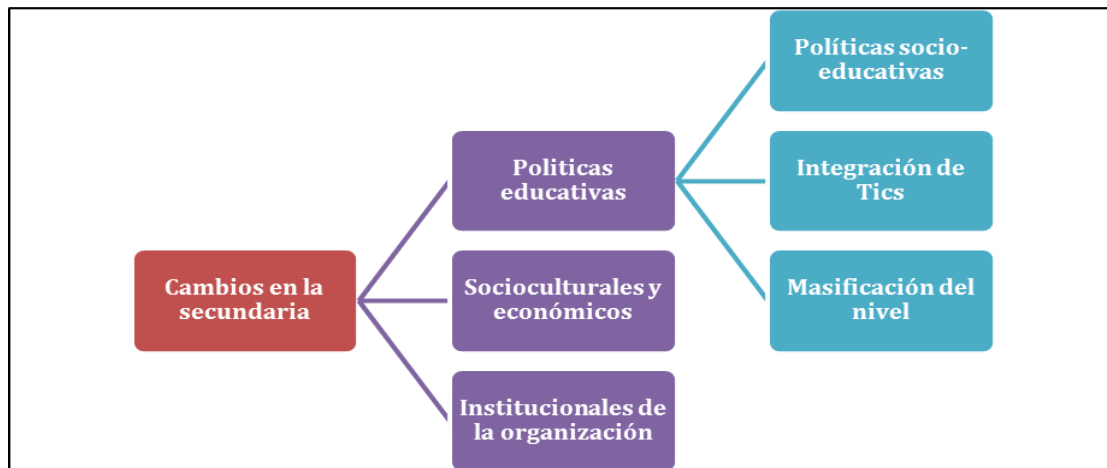 Cambios en la
secundaria
Politicas
educativas
Socioculturales y
económicos
Institucionales de
la organización
Políticas socio-
educativas
Integración de
Tics
Masificación del
nivel